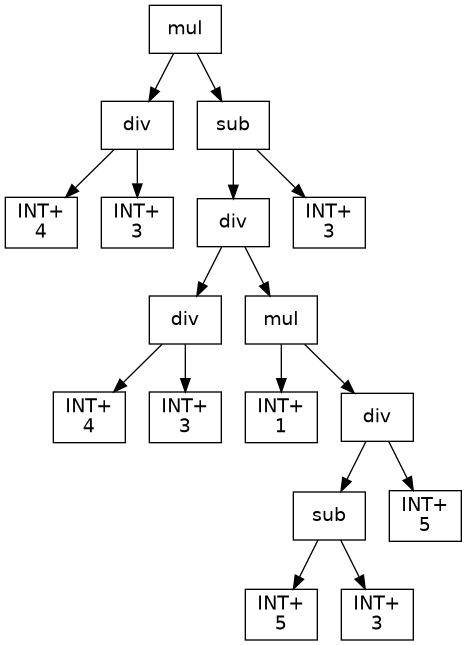 mul
div
sub
INT+
4
INT+
3
div
INT+
3
div
mul
INT+
4
INT+
3
INT+
1
div
sub
INT+
5
INT+
5
INT+
3